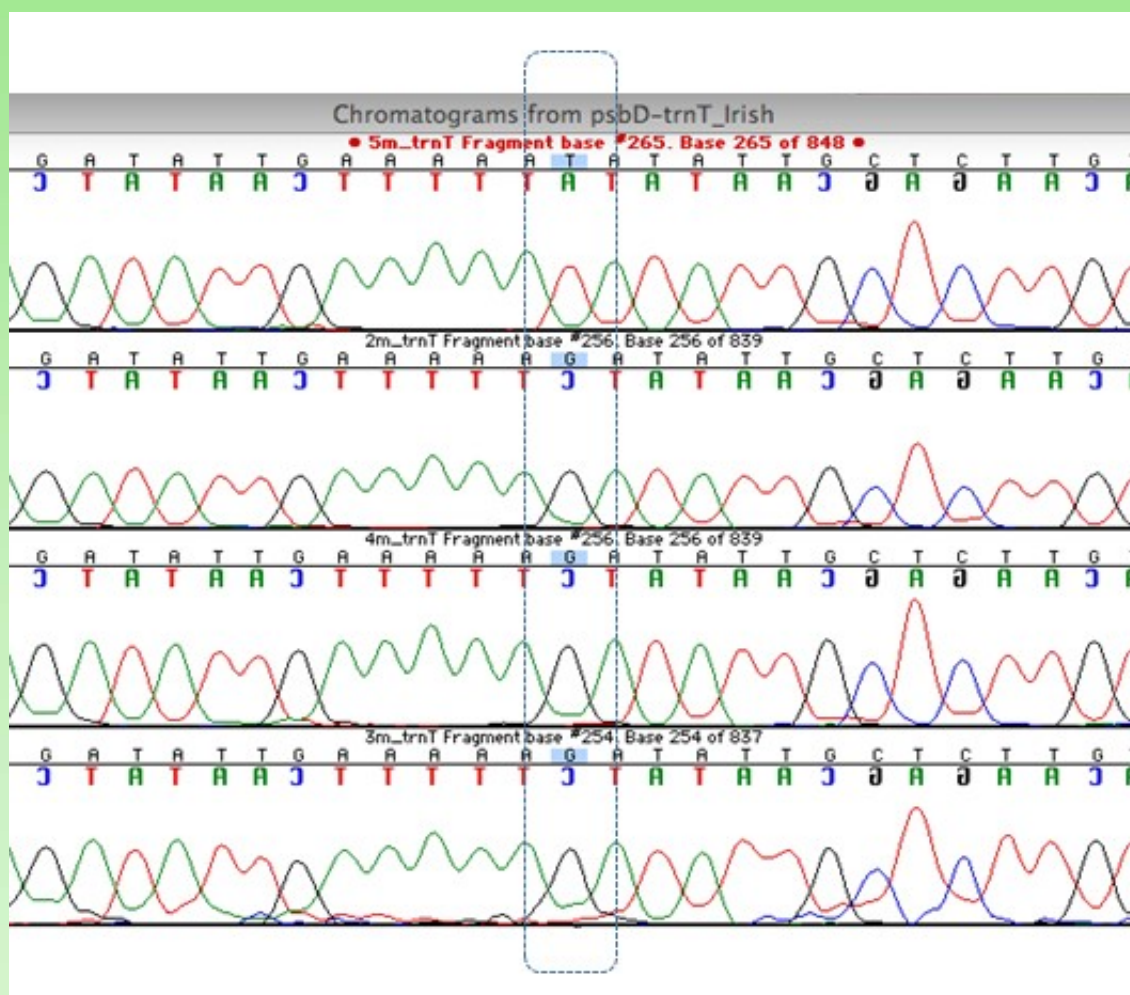 Chromatograms from psbD-trnT_Irish
• 5m_trnT Fragment base #265. Base 265 of 848 •
G A T A T T G A A A A A T A T A T T G C T C T T G T
C T A T A A C T T T T T A T A T A A C G A G A A C A
2m_trnT Fragment base #256. Base 256 of 839
G A T A T T G A A A A A G A T A T T G C T C T T G
C T A T A A C T T T T T C T A T A A C G A G A A C A
4m_trnT Fragment base #256. Base 256 of 839
G A T A T T G A A A A A G A T A T T G C T C T T G T
C T A T A A C T T T T T C T A T A A C G A G A A C A
3m_trnT Fragment base #254. Base 254 of 837
G A T A T T G A A A A A G A T A T T G C T C T T G T
C T A T A A C T T T T T C T A T A A C G A G A A C A